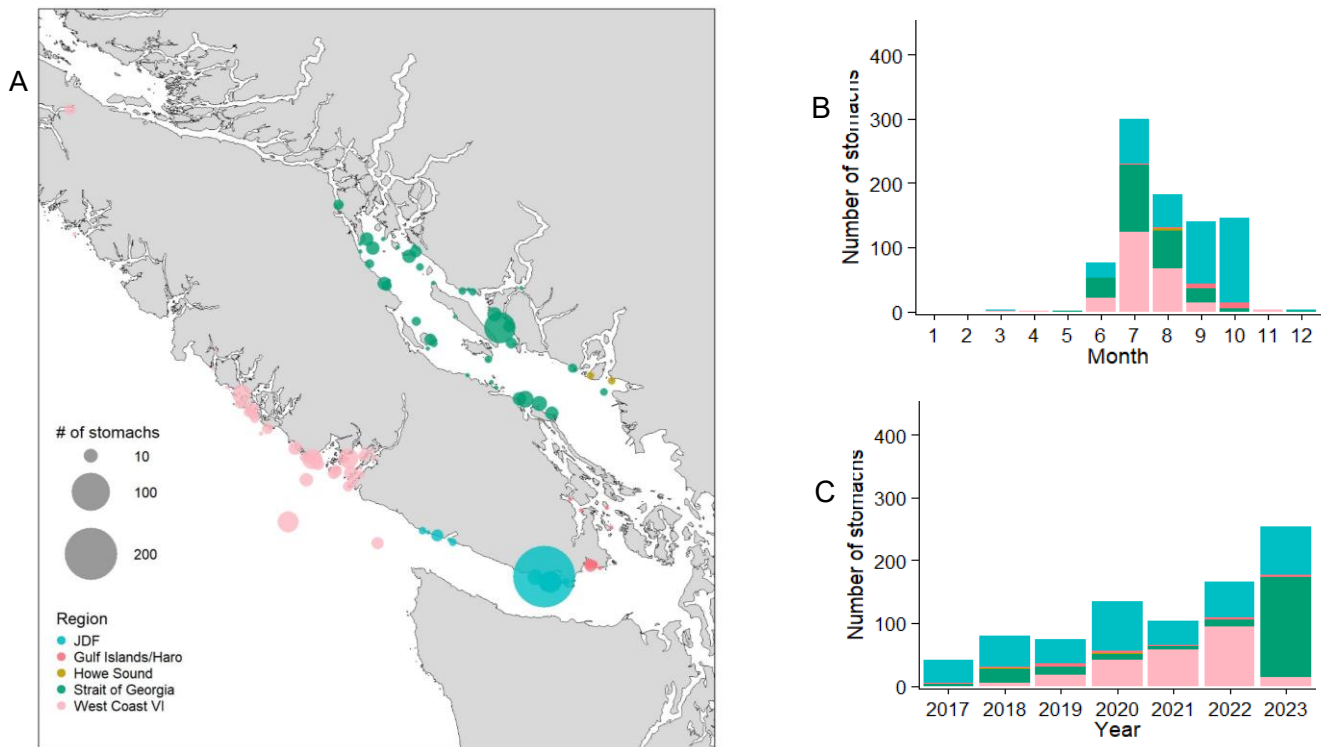 A
# of stomachs
10
100
200
Region
JDF
Gulf Islands/Haro
Howe Sound
Strait of Georgia
West Coast VI
B
Number of stomachs
400
300
200
100
0
1 2 3 4 5 6 7 8 9 10 11 12
Month
C
Number of stomachs
400
300
200
100
0
2017 2018 2019 2020 2021 2022 2023
Year